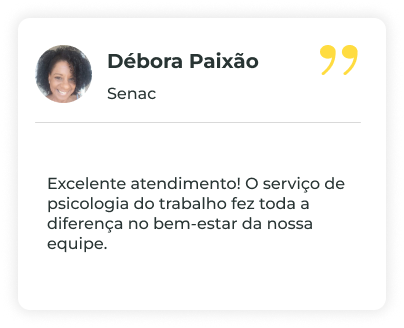 Débora Paixão
Senac
Excelente atendimento! O serviço de
psicologia do trabalho fez toda a
diferença no bem-estar da nossa
equipe.